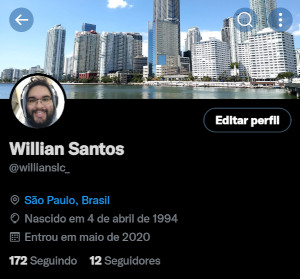 Editar perfil
Willian Santos
@willianslc_
São Paulo, Brasil
Nascido em 4 de abril de 1994
Entrou em maio de 2020
172 Seguindo 12 Seguidores